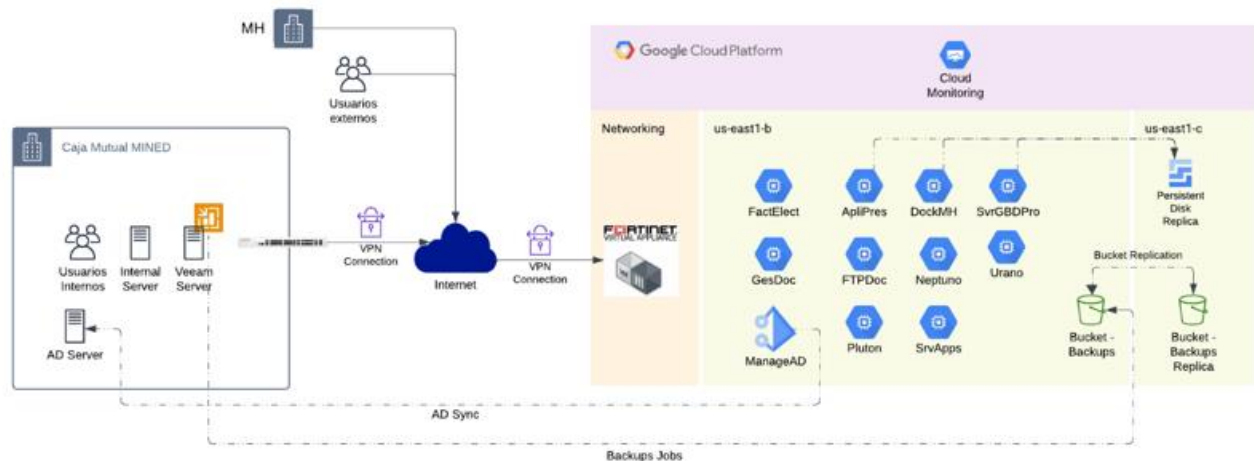 MH
Usuarios
externos
Google Cloud Platform
Cloud
Monitoring
Caja Mutual MINED
Networking
us-east1-b
us-east1-c
FactElect
ApliPres
DockMH
SvrGBDPro
Persistent
Disk
Replica
Usuarios
Internos
Internal
Server
Veeam
Server
VPN
Connection
Internet
VPN
Connection
FORTINET
VIRTUAL APPLIANCE
GesDoc
FTPDoc
Neptuno
Urano
Bucket Replication
AD Server
ManageAD
Pluton
SrvApps
Bucket -
Backups
Bucket -
Backups
Replica
AD Sync
Backups Jobs